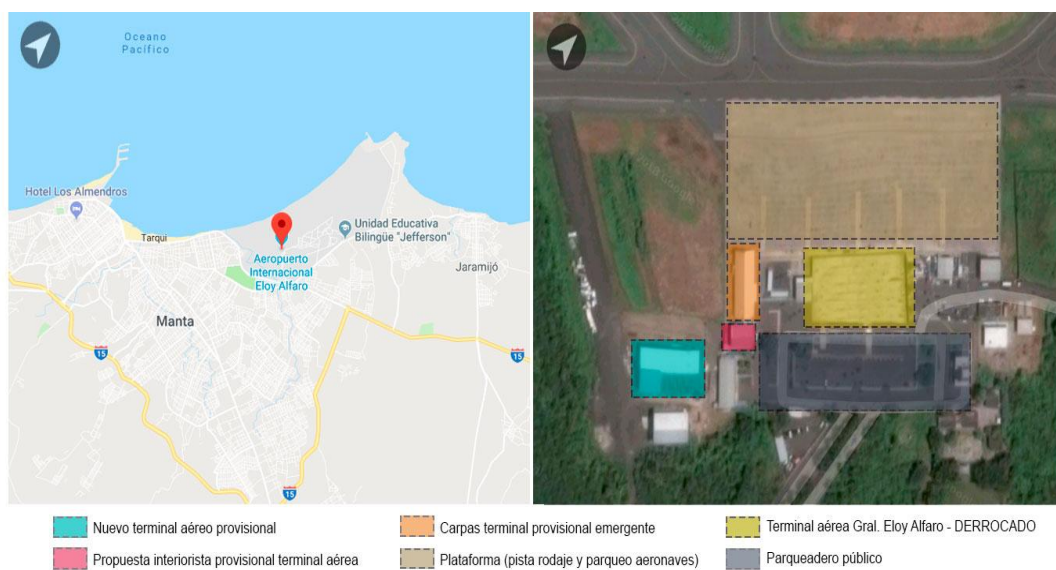 Oceano
Pacífico
Hotel Los Almendros
Tarqui
Unidad Educativa
Bilingüe "Jefferson"
Aeropuerto
Internacional
Eloy Alfaro
Jaramijó
Manta
15
15
15
Nuevo terminal aéreo provisional
Carpas terminal provisional emergente
Terminal aérea Gral. Eloy Alfaro - DERROCADO
Propuesta interiorista provisional terminal aérea
Plataforma (pista rodaje y parqueo aeronaves)
Parqueadero público